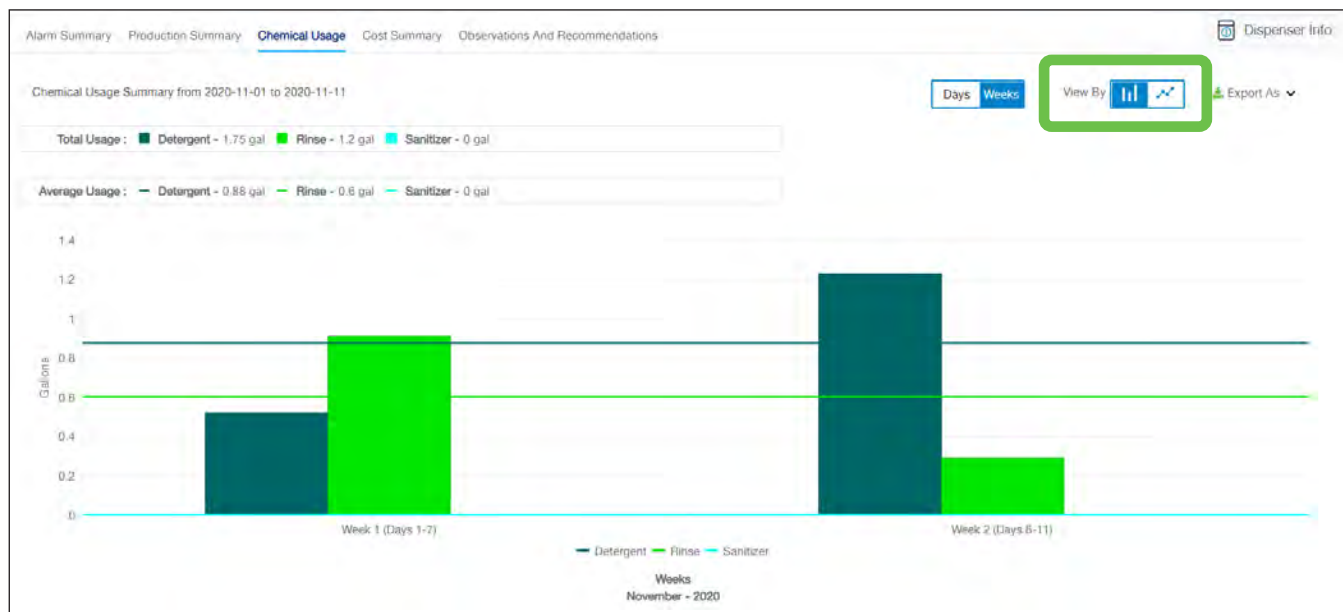 Alarm Summary Production Summary Chemical Usage Cost Summary Observations And Recommendations Dispenser Info
Chemical Usage Summary from 2020-11-01 to 2020-11-11 Days Weeks View By Export As
Total Usage : Detergent - 1.75 gal Rinse - 1.2 gal Sanitizer - 0 gal
Average Usage : Detergent - 0.88 gal Rinse - 0.6 gal Sanitizer - 0 gal
1.4
1.2
1
0.8
0.6
0.4
0.2
0
Gallons
Week 1 (Days 1-7) Week 2 (Days 8-11)
Detergent Rinse Sanitizer
Weeks
November - 2020